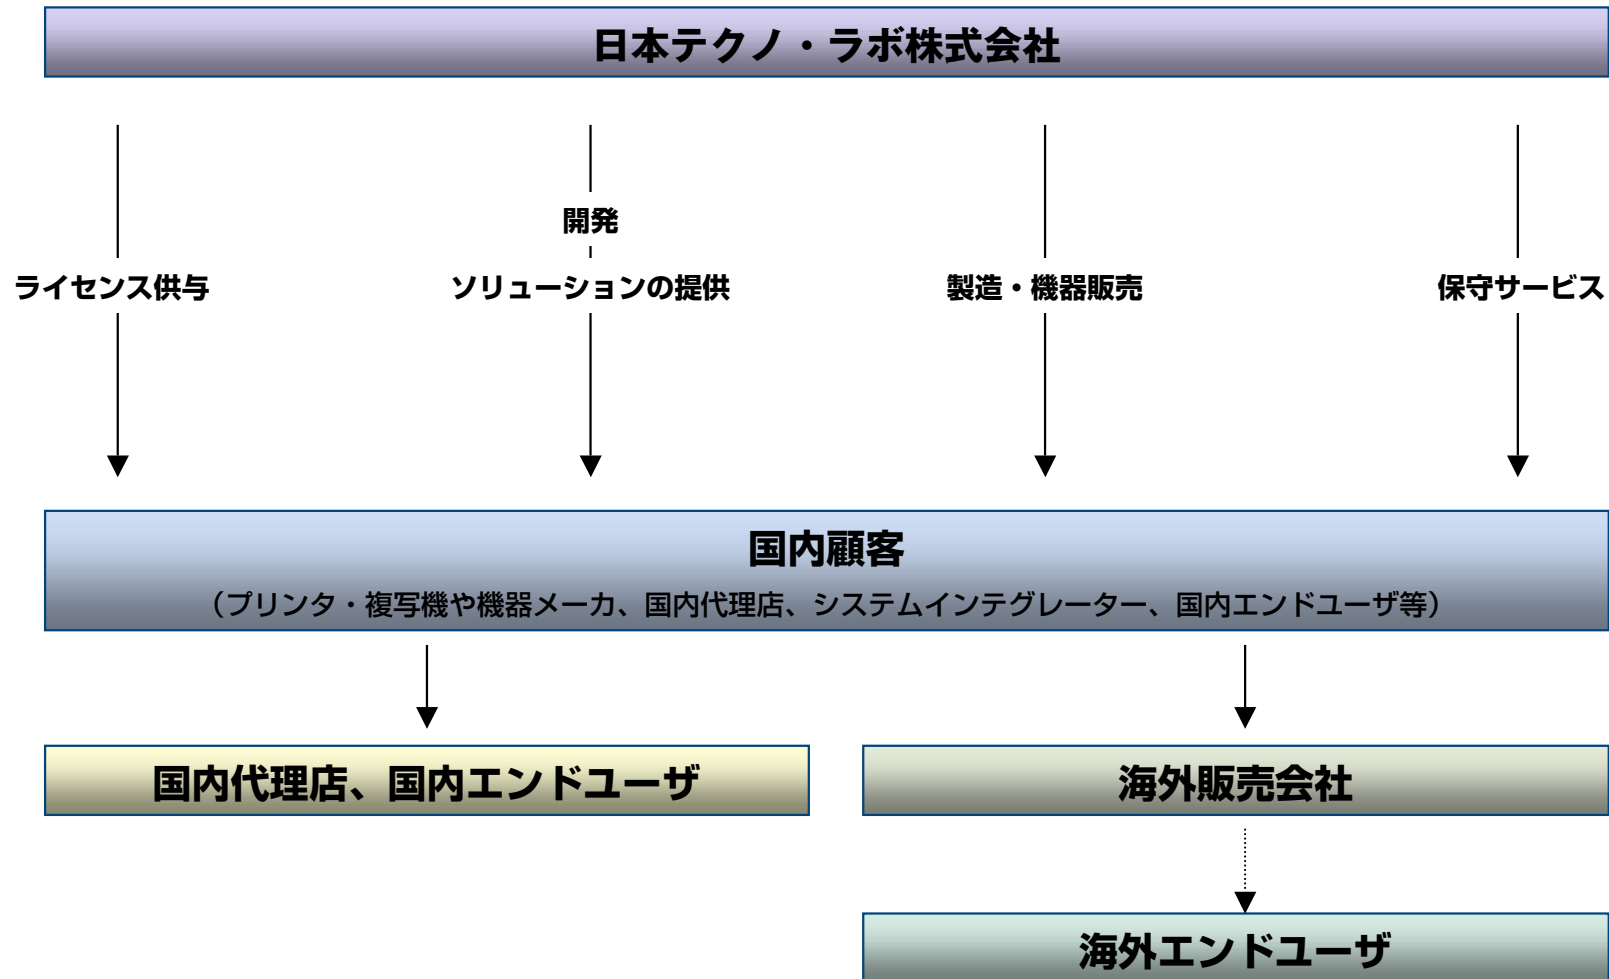 日本テクノ・ラボ株式会社
開発
ライセンス供与
ソリューションの提供
製造・機器販売
保守サービス
国内顧客
（プリンタ・複写機や機器メーカ、国内代理店、システムインテグレーター、国内エンドユーザ等）
国内代理店、国内エンドユーザ
海外販売会社
海外エンドユーザ